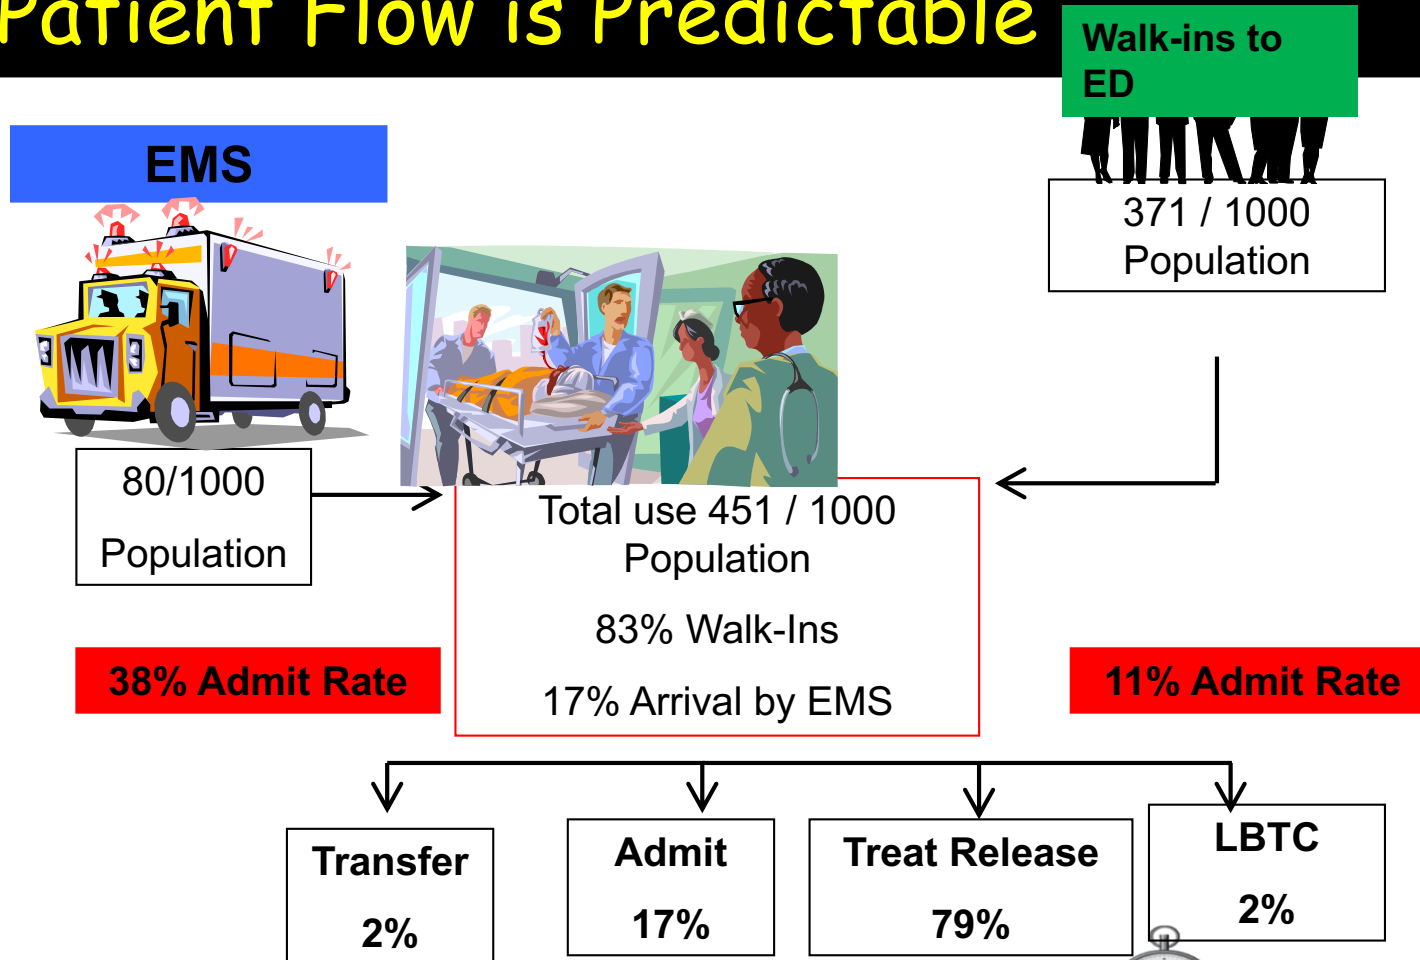 Patient Flow is Predictable
Walk-ins to
ED
EMS
371 / 1000
Population
80/1000
Population
Total use 451 / 1000
Population
83% Walk-Ins
17% Arrival by EMS
38% Admit Rate
11% Admit Rate
Transfer
2%
Admit
17%
Treat Release
79%
LBTC
2%